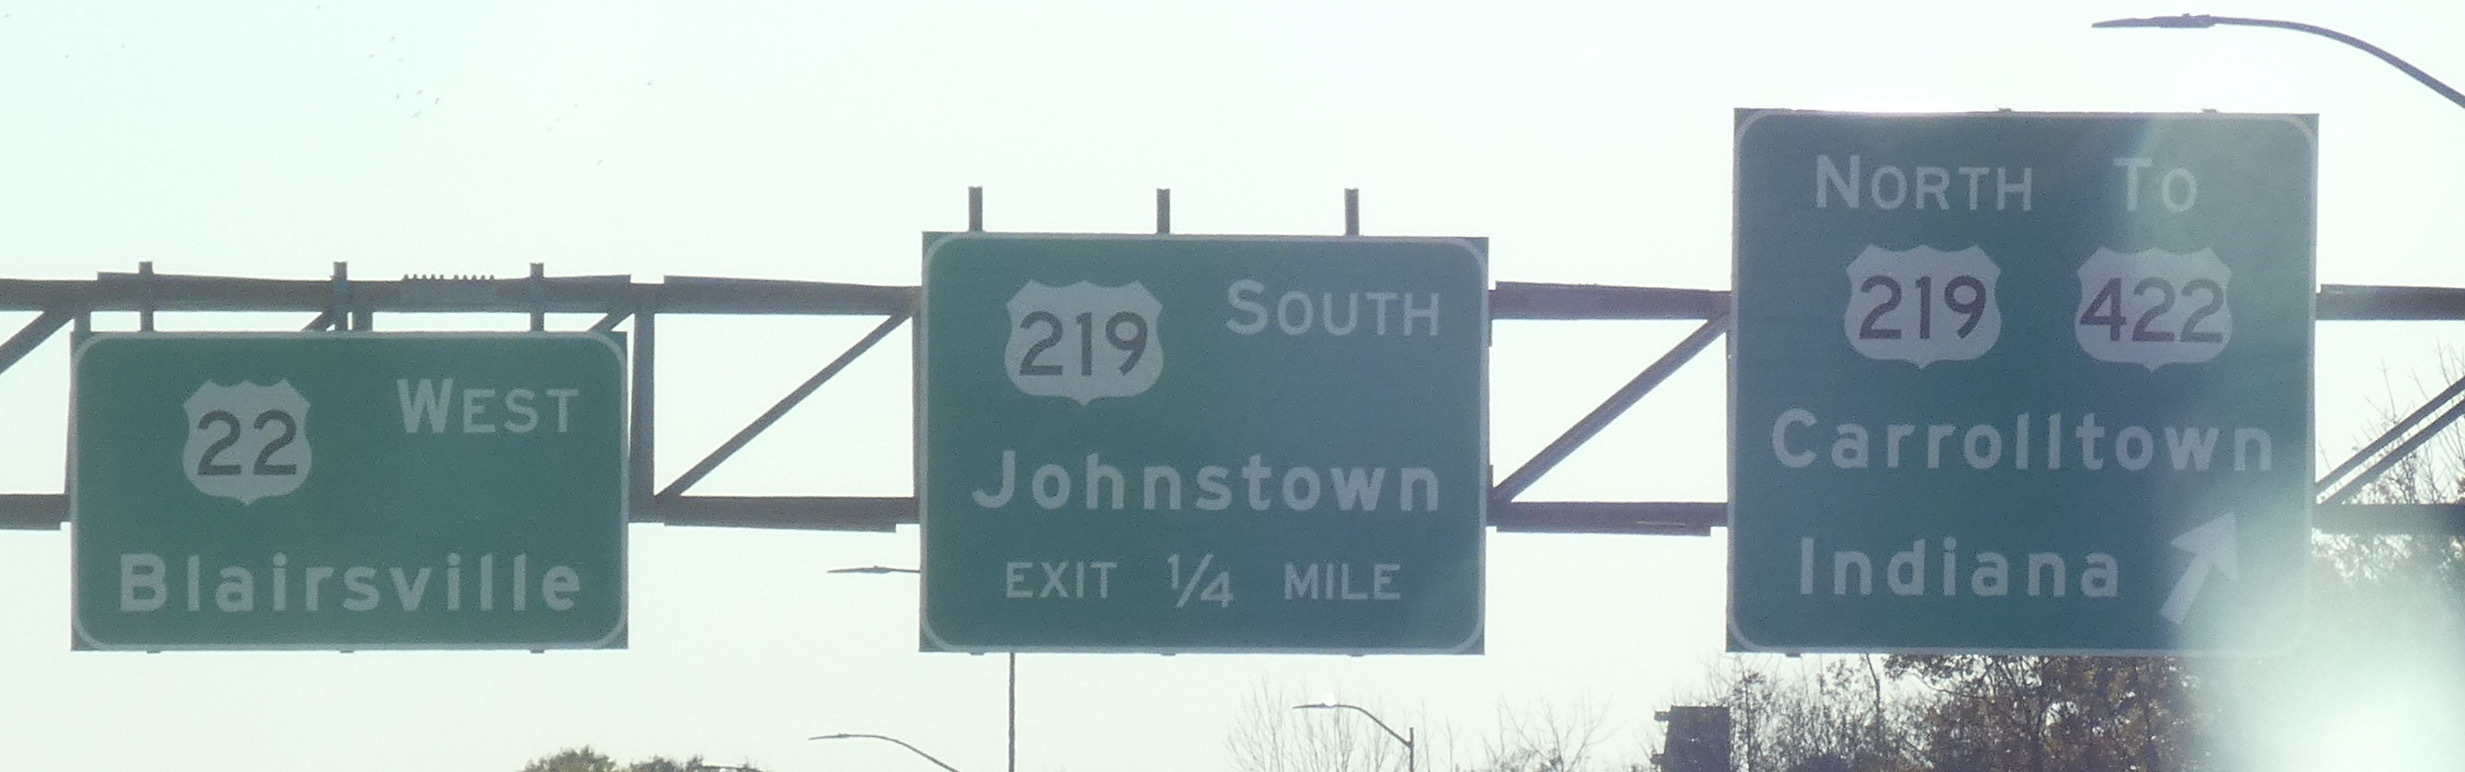 22 WEST
Blairsville
219 SOUTH
Johnstown
EXIT 1/4 MILE
NORTH TO
219 422
Carrolltown
Indiana